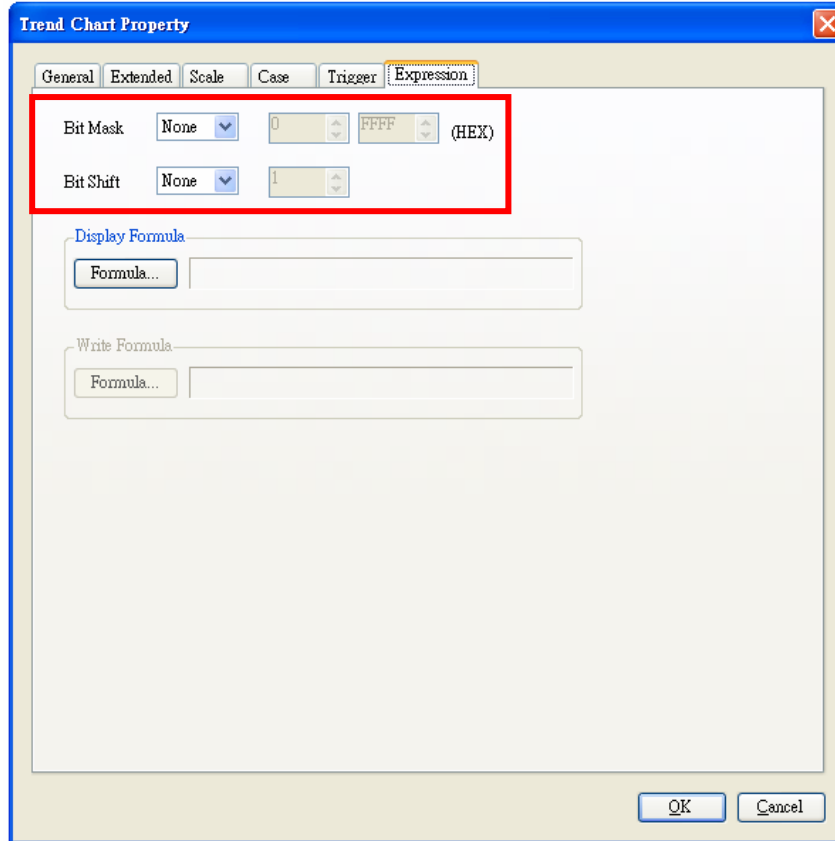 Trend Chart Property
General Extended Scale Case Trigger Expression
Bit Mask None 0 FFFF (HEX)
Bit Shift None 1
Display Formula
Formula...
Write Formula
Formula...
OK Cancel